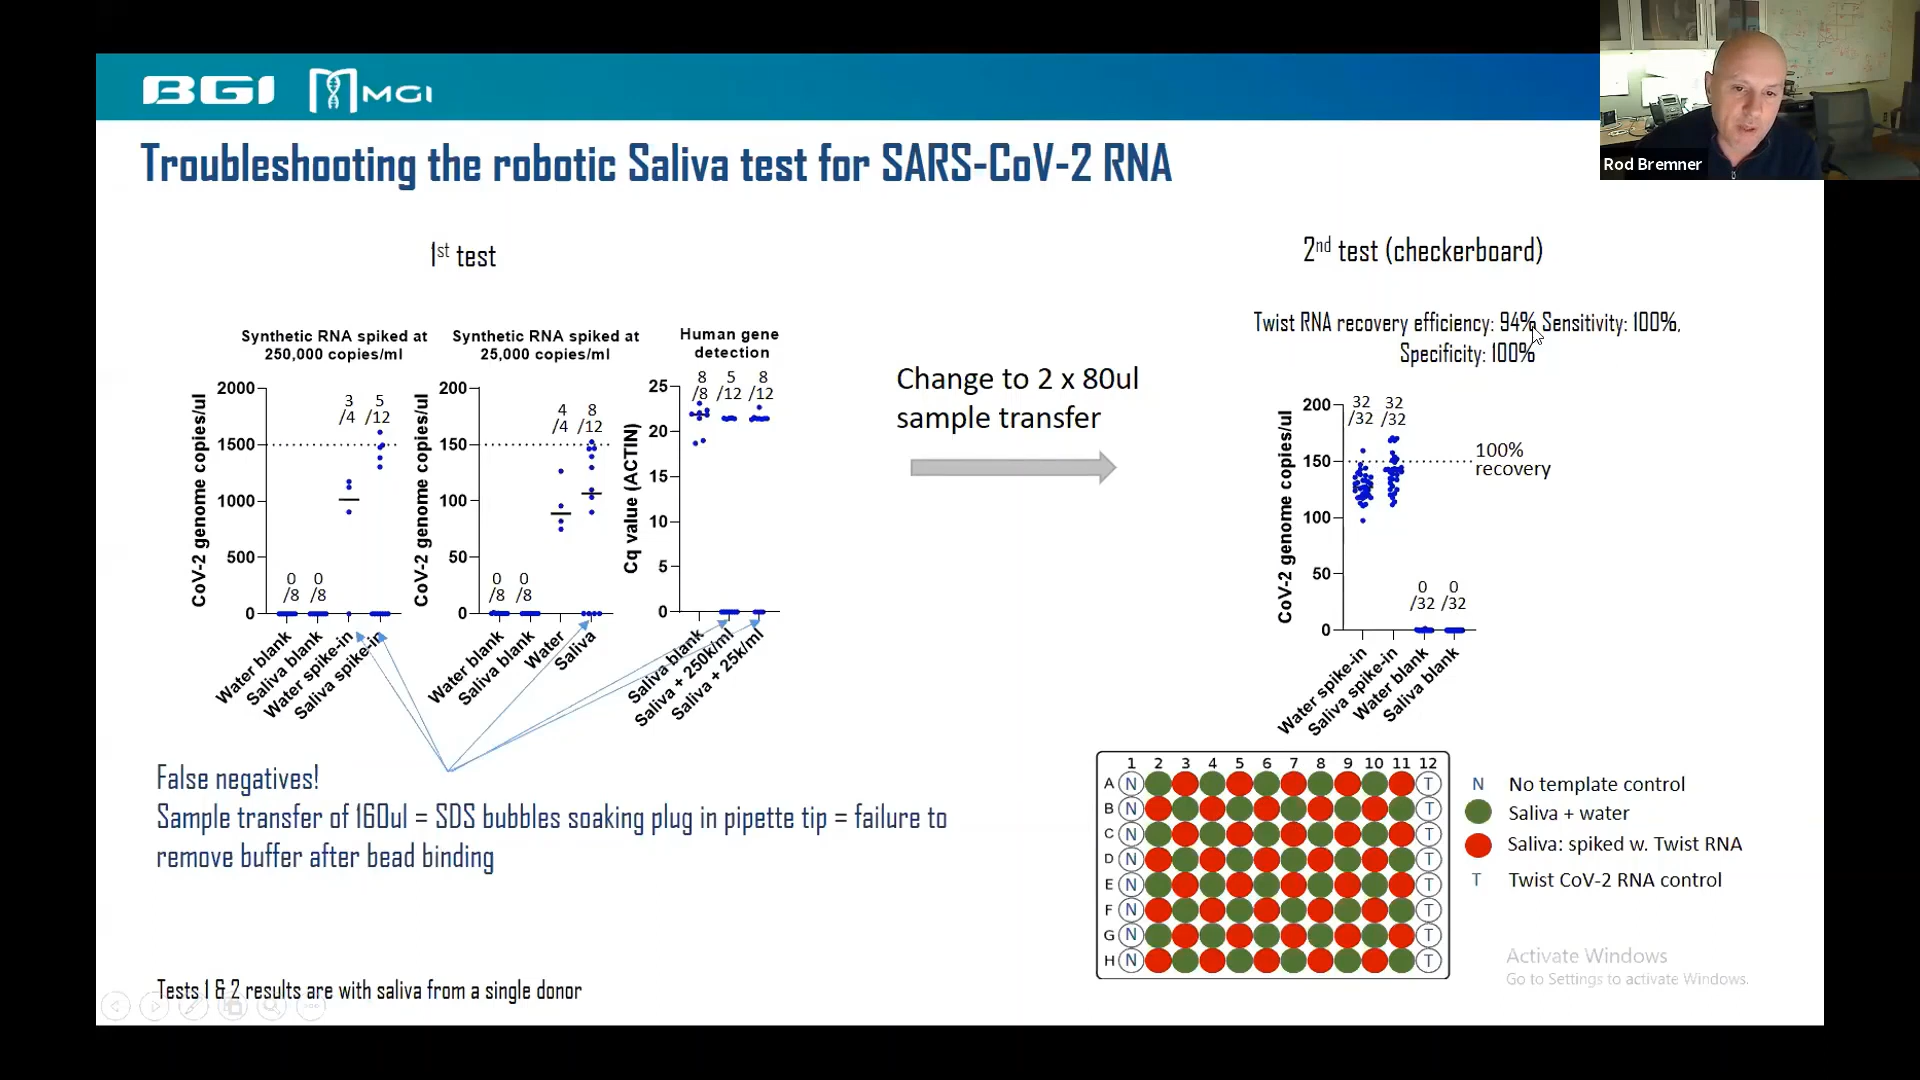 BGI MGI
Rod Bremner
Troubleshooting the robotic Saliva test for SARS-CoV-2 RNA
1st test
Synthetic RNA spiked at
250,000 copies/ml
CoV-2 genome copies/ul
2000
1500
1000
500
0
0
/8
0
/8
3
/4
5
/12
Water blank
Saliva blank
Water spike-in
Saliva spike-in
Synthetic RNA spiked at
25,000 copies/ml
CoV-2 genome copies/ul
200
150
100
50
0
0
/8
0
/8
4
/4
8
/12
Water blank
Saliva blank
Water
Saliva
Human gene
detection
Cq value (ACTIN)
25
20
15
10
5
0
8
/8
5
/12
8
/12
Saliva blank
Saliva + 250k/ml
Saliva + 25k/ml
False negatives!
Sample transfer of 160ul = SDS bubbles soaking plug in pipette tip = failure to
remove buffer after bead binding
Tests 1 & 2 results are with saliva from a single donor
Change to 2 x 80ul
sample transfer
2nd test (checkerboard)
Twist RNA recovery efficiency: 94% Sensitivity: 100%,
Specificity: 100%
CoV-2 genome copies/ul
200
150
100
50
0
32
/32
32
/32
0
/32
0
/32
100%
recovery
Water spike-in
Saliva spike-in
Water blank
Saliva blank
1 2 3 4 5 6 7 8 9 10 11 12
A N T
B N T
C N T
D N T
E N T
F N T
G N T
H N T
N No template control
Saliva + water
Saliva: spiked w. Twist RNA
T Twist CoV-2 RNA control
Activate Windows
Go to Settings to activate Windows.